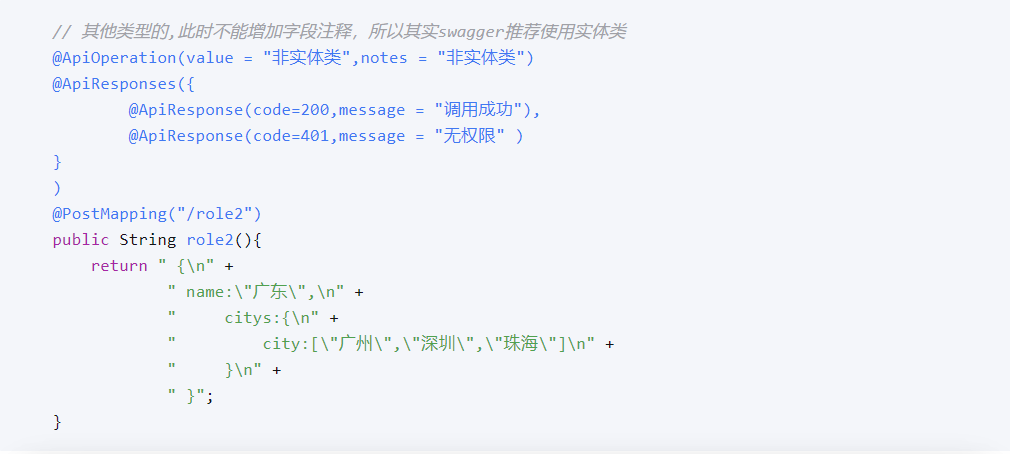 // 其他类型的,此时不能增加字段注释，所以其实swagger推荐使用实体类
@ApiOperation(value = "非实体类",notes = "非实体类")
@ApiResponses({
        @ApiResponse(code=200,message = "调用成功"),
        @ApiResponse(code=401,message = "无权限" )
}
)
@PostMapping("/role2")
public String role2(){
    return " {\n" +
            " name:\"广东\",\n" +
            "     citys:{\n" +
            "         city:[\"广州\",\"深圳\",\"珠海\"]\n" +
            "     }\n" +
            " }";
}